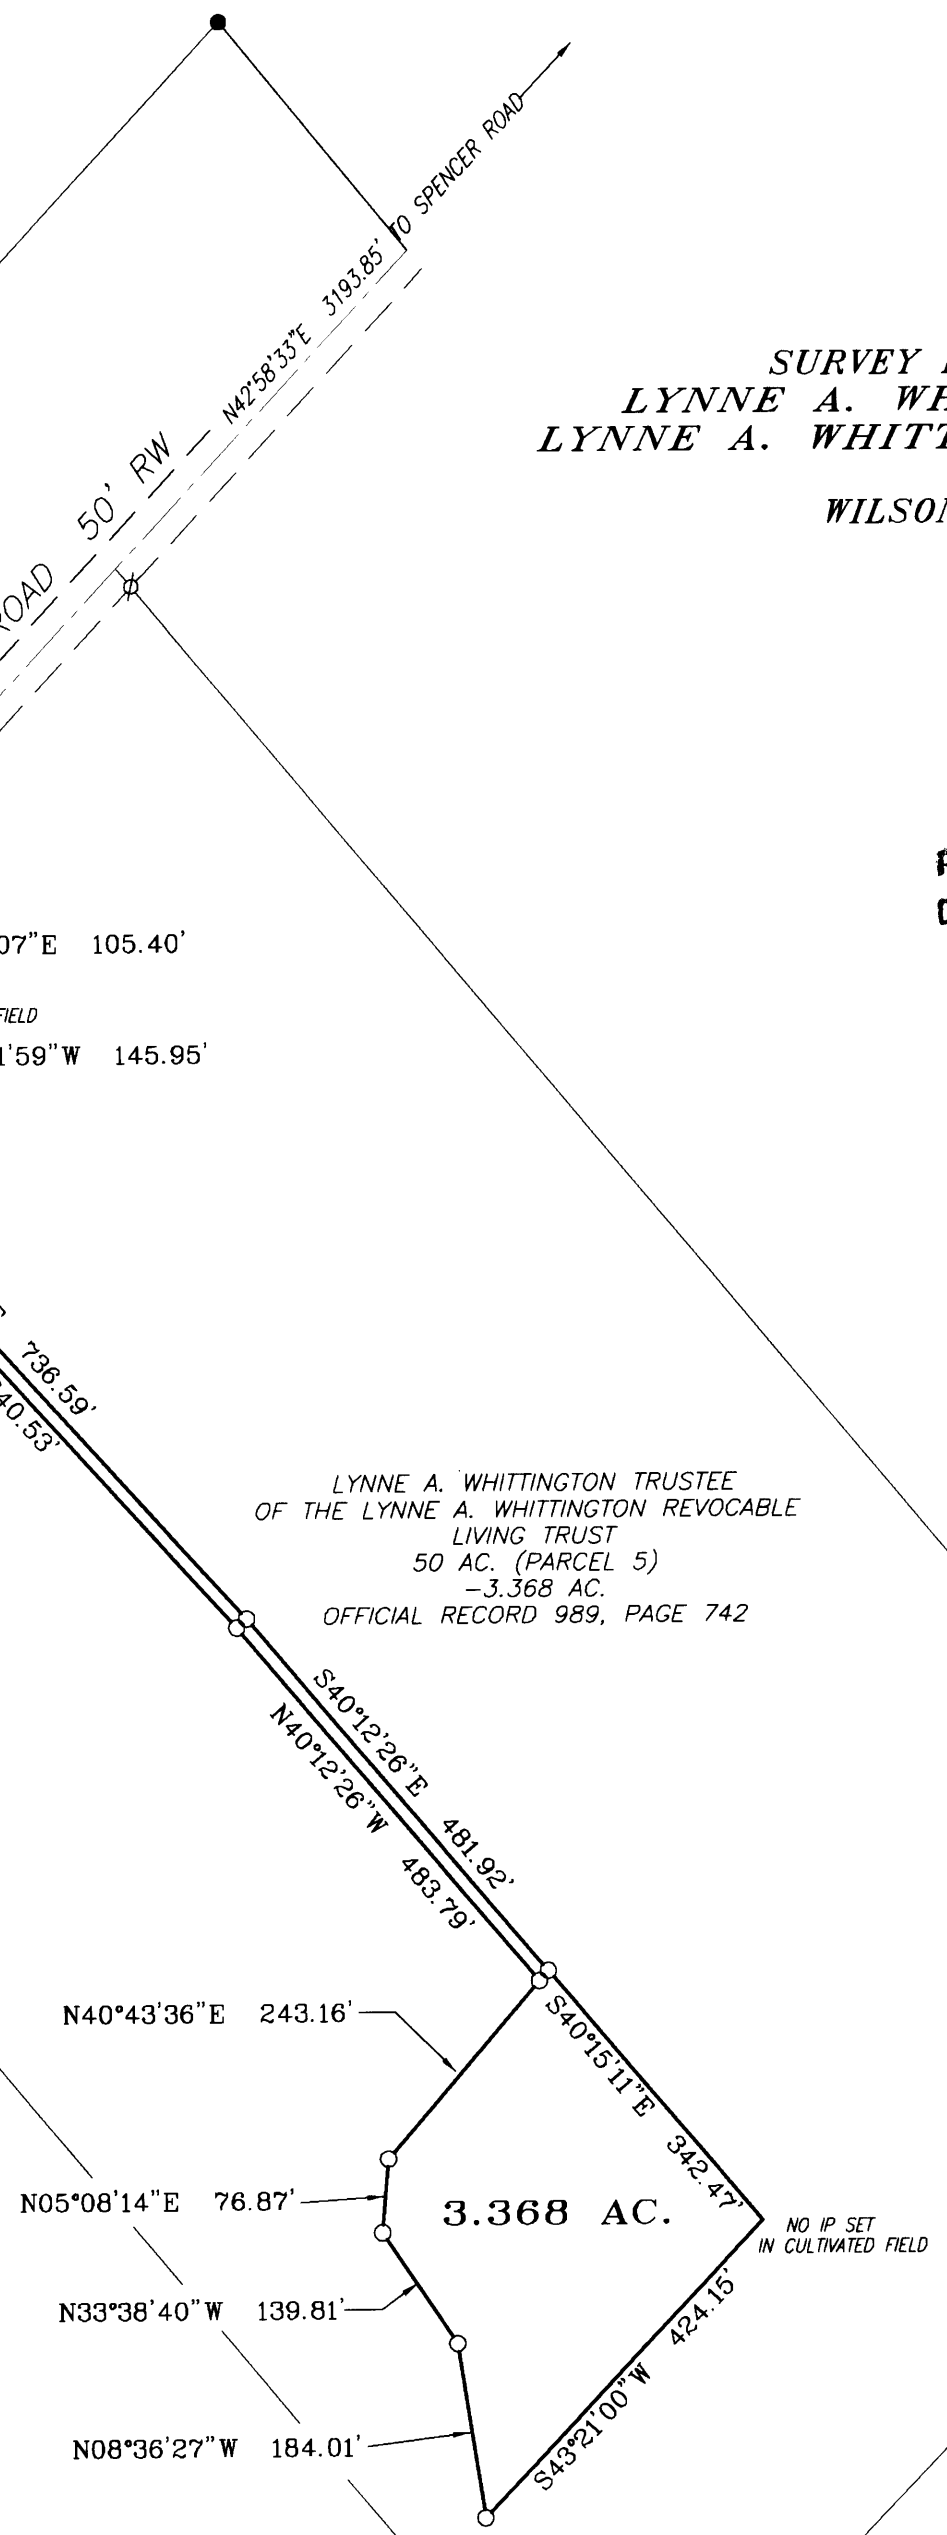 TO SPENCER ROAD
N42°58'33"E 3193.85'
50' RW
ROAD
SURVEY
LYNNE A.
LYNNE A.
07"E 105.40'
FIELD
1'59"W 145.95'
736.59'
40.53'
LYNNE A. WHITTINGTON TRUSTEE
OF THE LYNNE A. WHITTINGTON REVOCABLE
LIVING TRUST
50 AC. (PARCEL 5)
-3.368 AC.
OFFICIAL RECORD 989, PAGE 742
S40°12'26"E 481.92'
N40°12'26"W 483.79'
N40°43'36"E 243.16'
S40°15'11"E 342.47'
N05°08'14"E 76.87'
3.368 AC.
NO IP SET
IN CULTIVATED FIELD
N33°38'40"W 139.81'
S43°21'00"W 424.15'
N08°36'27"W 184.01'